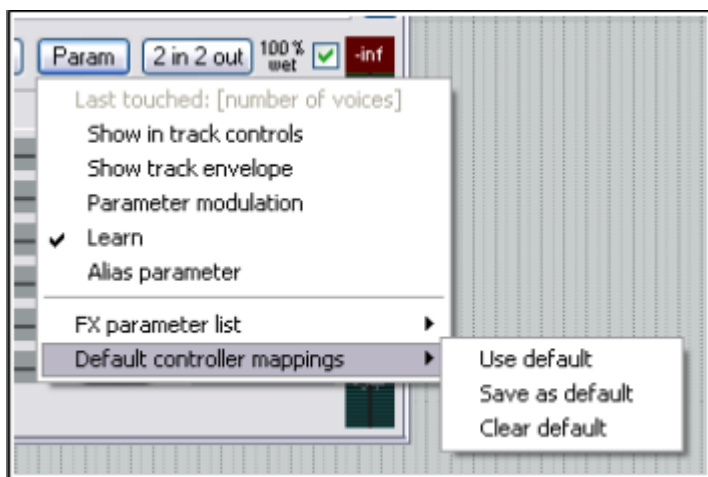 Param
2 in 2 out
100%
wet
-inf
Last touched: [number of voices]
Show in track controls
Show track envelope
Parameter modulation
Learn
Alias parameter
FX parameter list
Default controller mappings
Use default
Save as default
Clear default